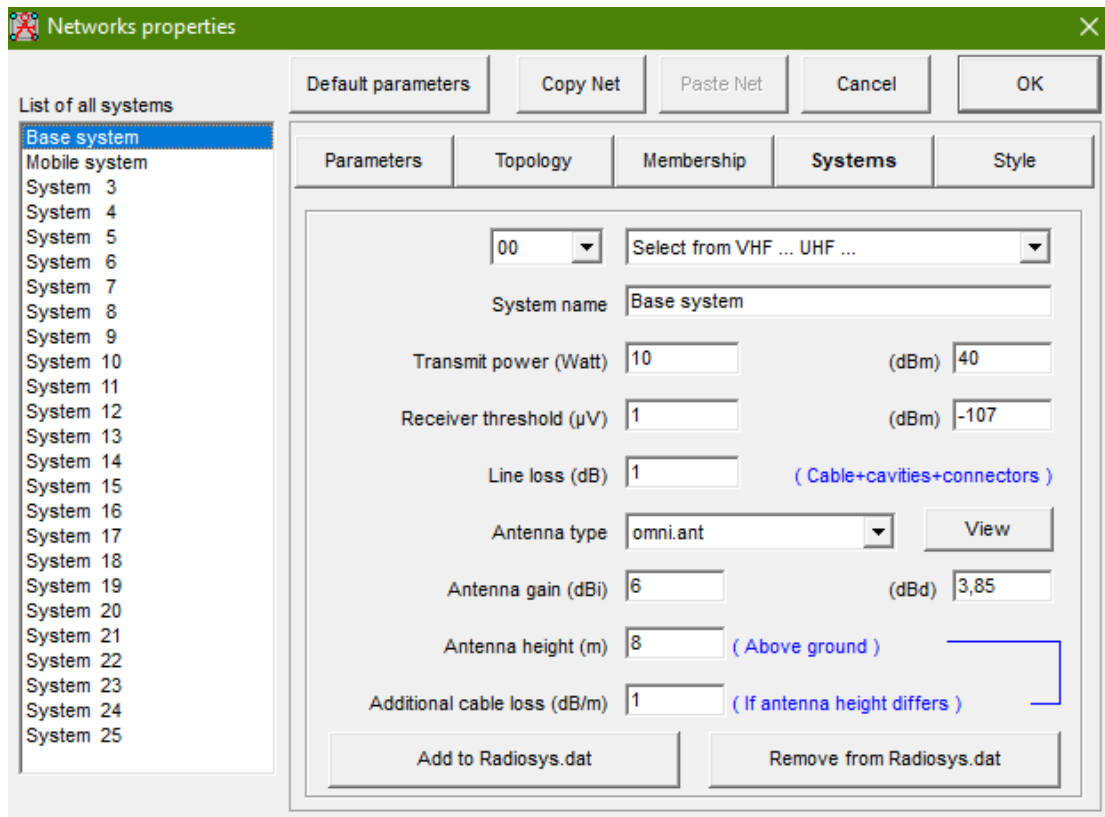 Networks properties
Default parameters Copy Net Paste Net Cancel OK
List of all systems
Base system
Mobile system
System 3
System 4
System 5
System 6
System 7
System 8
System 9
System 10
System 11
System 12
System 13
System 14
System 15
System 16
System 17
System 18
System 19
System 20
System 21
System 22
System 23
System 24
System 25
Parameters Topology Membership Systems Style
00 Select from VHF ... UHF ...
System name Base system
Transmit power (Watt) 10 (dBm) 40
Receiver threshold (µV) 1 (dBm) -107
Line loss (dB) 1 ( Cable+cavities+connectors )
Antenna type omni.ant View
Antenna gain (dBi) 6 (dBd) 3,85
Antenna height (m) 8 ( Above ground )
Additional cable loss (dB/m) 1 ( If antenna height differs )
Add to Radiosys.dat Remove from Radiosys.dat